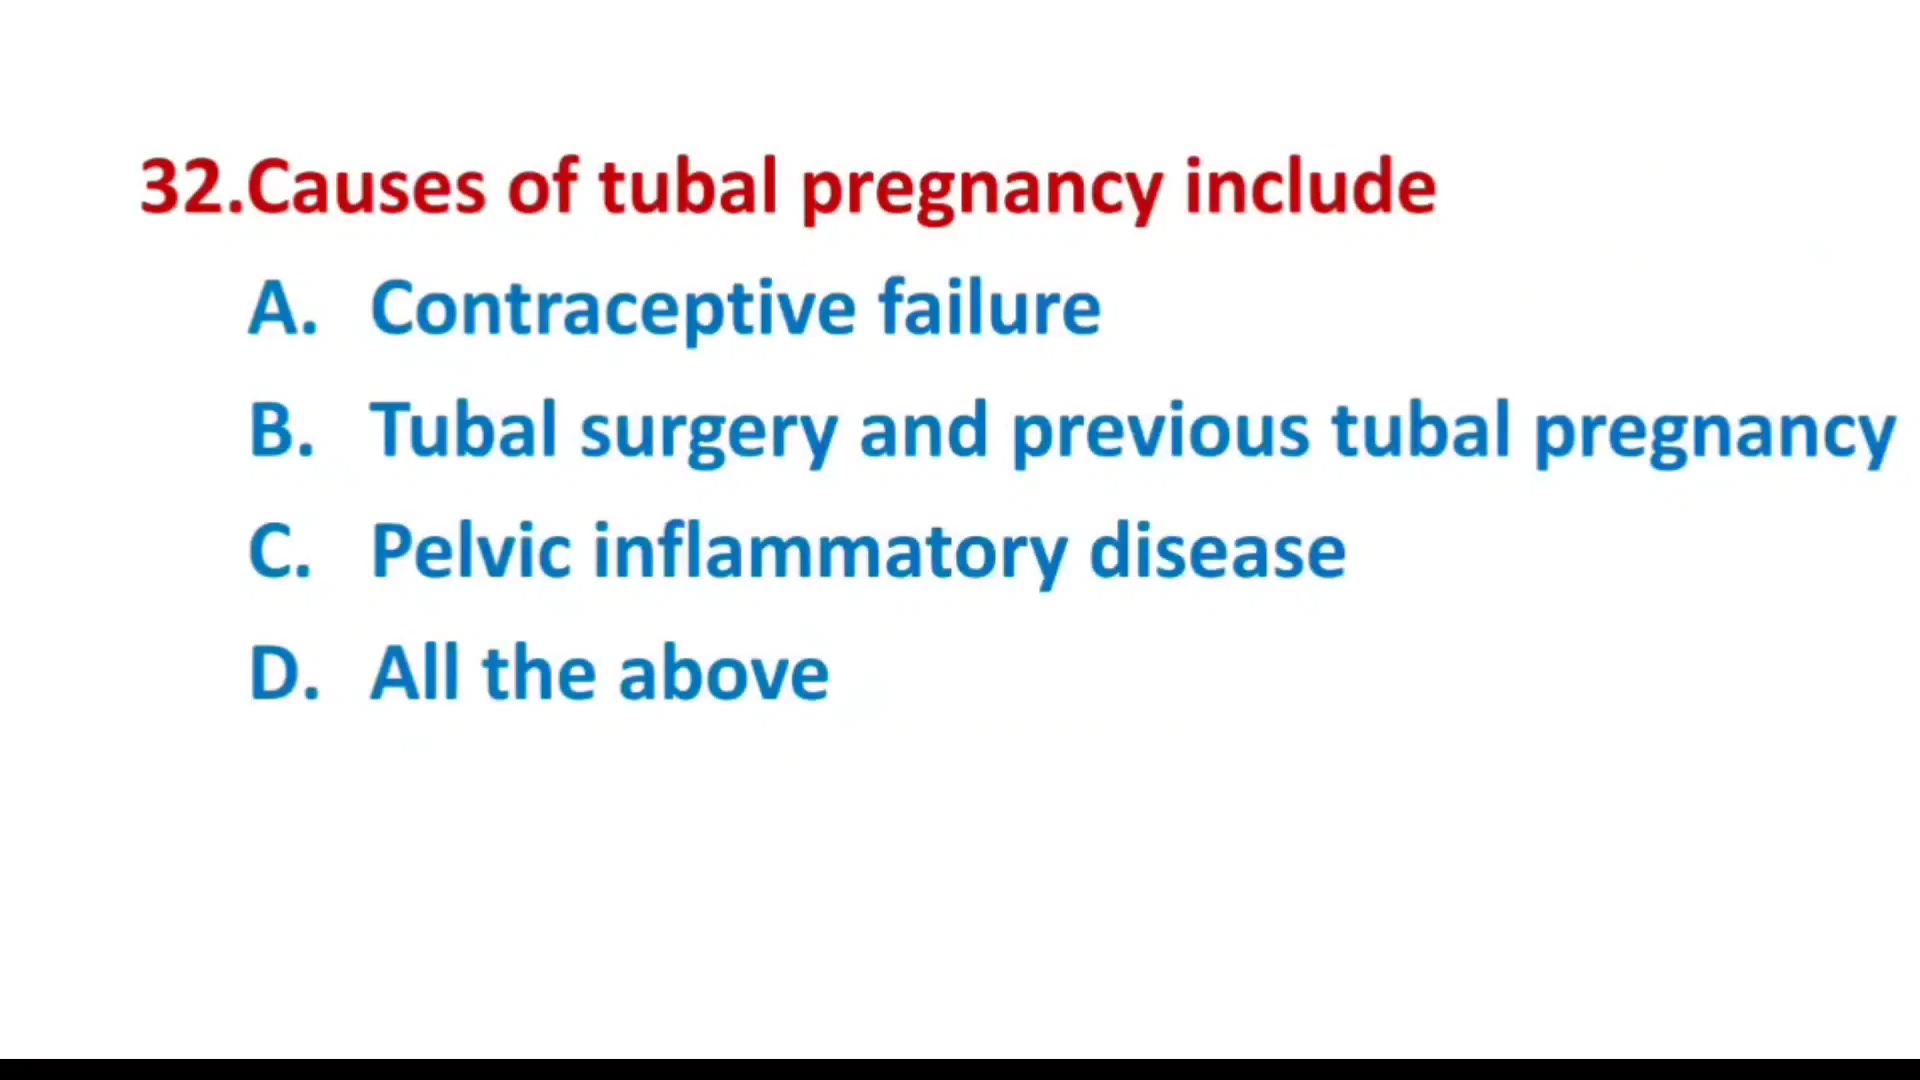 32.Causes of tubal pregnancy include
A. Contraceptive failure
B. Tubal surgery and previous tubal pregnancy
C. Pelvic inflammatory disease
D. All the above